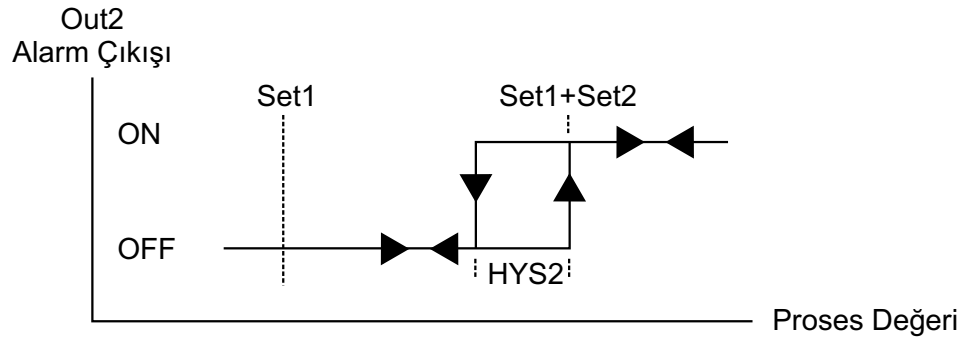 Out2
Alarm Çıkışı
Set1
Set1+Set2
ON
OFF
HYS2
Proses Değeri